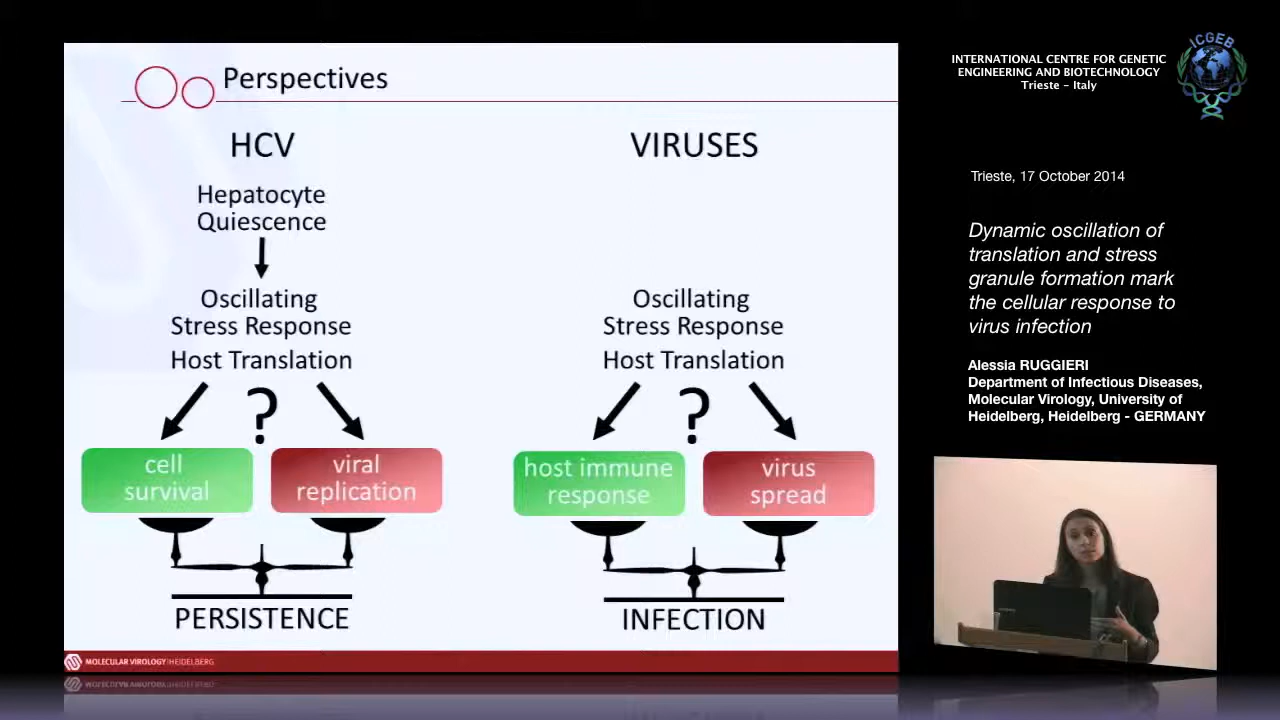 Perspectives
HCV
Hepatocyte
Quiescence
Oscillating
Stress Response
Host Translation
?
cell
survival
viral
replication
PERSISTENCE
VIRUSES
Oscillating
Stress Response
Host Translation
?
host immune
response
virus
spread
INFECTION
MOLECULAR VIROLOGY | HEIDELBERG
INTERNATIONAL CENTRE FOR GENETIC
ENGINEERING AND BIOTECHNOLOGY
Trieste – Italy
ICGEB
Trieste, 17 October 2014
Dynamic oscillation of
translation and stress
granule formation mark
the cellular response to
virus infection
Alessia RUGGIERI
Department of Infectious Diseases,
Molecular Virology, University of
Heidelberg, Heidelberg - GERMANY